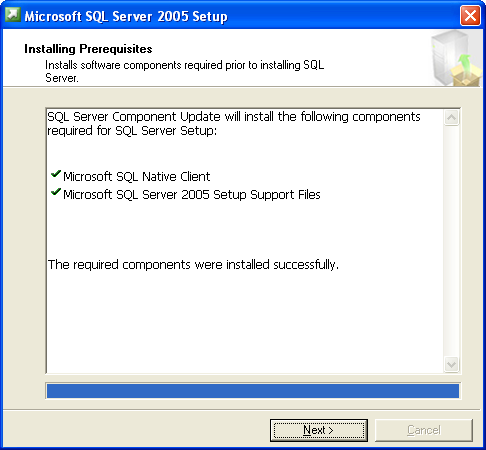 Microsoft SQL Server 2005 Setup
Installing Prerequisites
Installs software components required prior to installing SQL
Server.
SQL Server Component Update will install the following components
required for SQL Server Setup:
Microsoft SQL Native Client
Microsoft SQL Server 2005 Setup Support Files
The required components were installed successfully.
Next >
Cancel